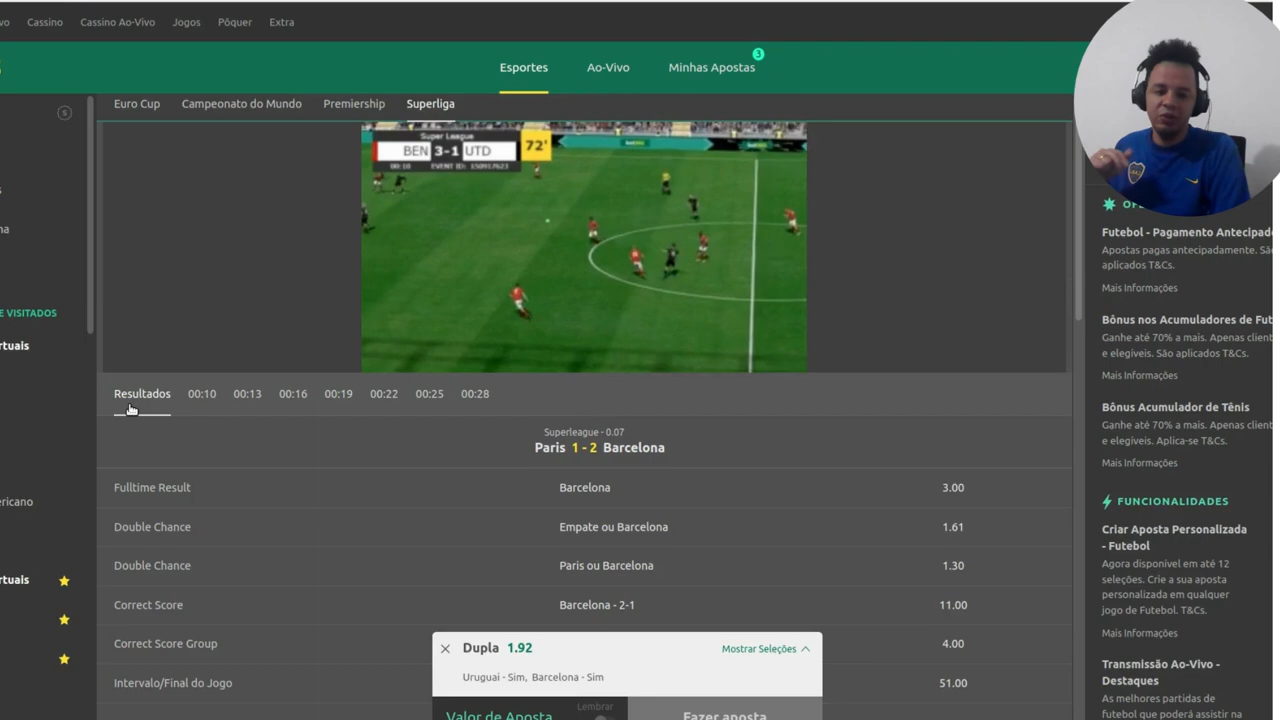 Cassino Cassino Ao-Vivo Jogos Pôquer Extra
Esportes Ao-Vivo Minhas Apostas 3
Euro Cup Campeonato do Mundo Premiership Superliga
Super League
BEN 3-1 UTD 72'
00:10 EVENT ID: 150917623
E VISITADOS
rtuais
ericano
rtuais
Resultados 00:10 00:13 00:16 00:19 00:22 00:25 00:28
Superleague - 0.07
Paris 1 - 2 Barcelona
Fulltime Result Barcelona 3.00
Double Chance Empate ou Barcelona 1.61
Double Chance Paris ou Barcelona 1.30
Correct Score Barcelona - 2-1 11.00
Correct Score Group 4.00
Intervalo/Final do Jogo 51.00
Dupla 1.92 Mostrar Seleções
Uruguai - Sim, Barcelona - Sim
Lembrar
Valor de Aposta Fazer aposta
Futebol - Pagamento Antecipad
Apostas pagas antecipadamente. Sã
aplicados T&Cs.
Mais Informações
Bônus nos Acumuladores de Fut
Ganhe até 70% a mais. Apenas client
e elegíveis. São aplicados T&Cs.
Mais Informações
Bônus Acumulador de Tênis
Ganhe até 70% a mais. Apenas client
e elegíveis. Aplica-se T&Cs.
Mais Informações
FUNCIONALIDADES
Criar Aposta Personalizada
- Futebol
Agora disponível em até 12
seleções. Crie a sua aposta
personalizada em qualquer
jogo de Futebol. T&Cs.
Mais Informações
Transmissão Ao-Vivo -
Destaques
As melhores partidas de
futebol que poderá assistir na